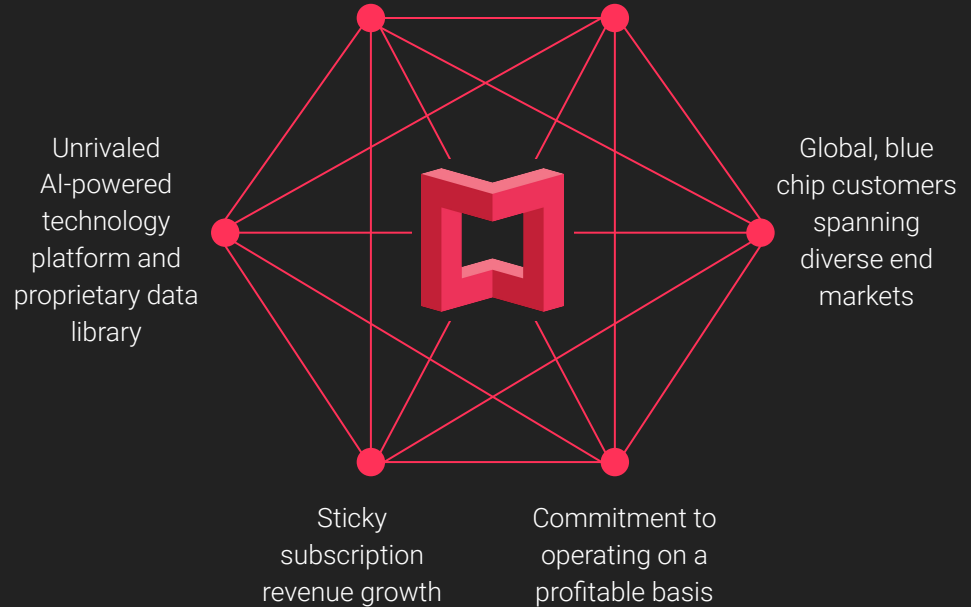 Unrivaled
AI-powered
technology
platform and
proprietary data
library
Global, blue
chip customers
spanning
diverse end
markets
Sticky
subscription
revenue growth
Commitment to
operating on a
profitable basis